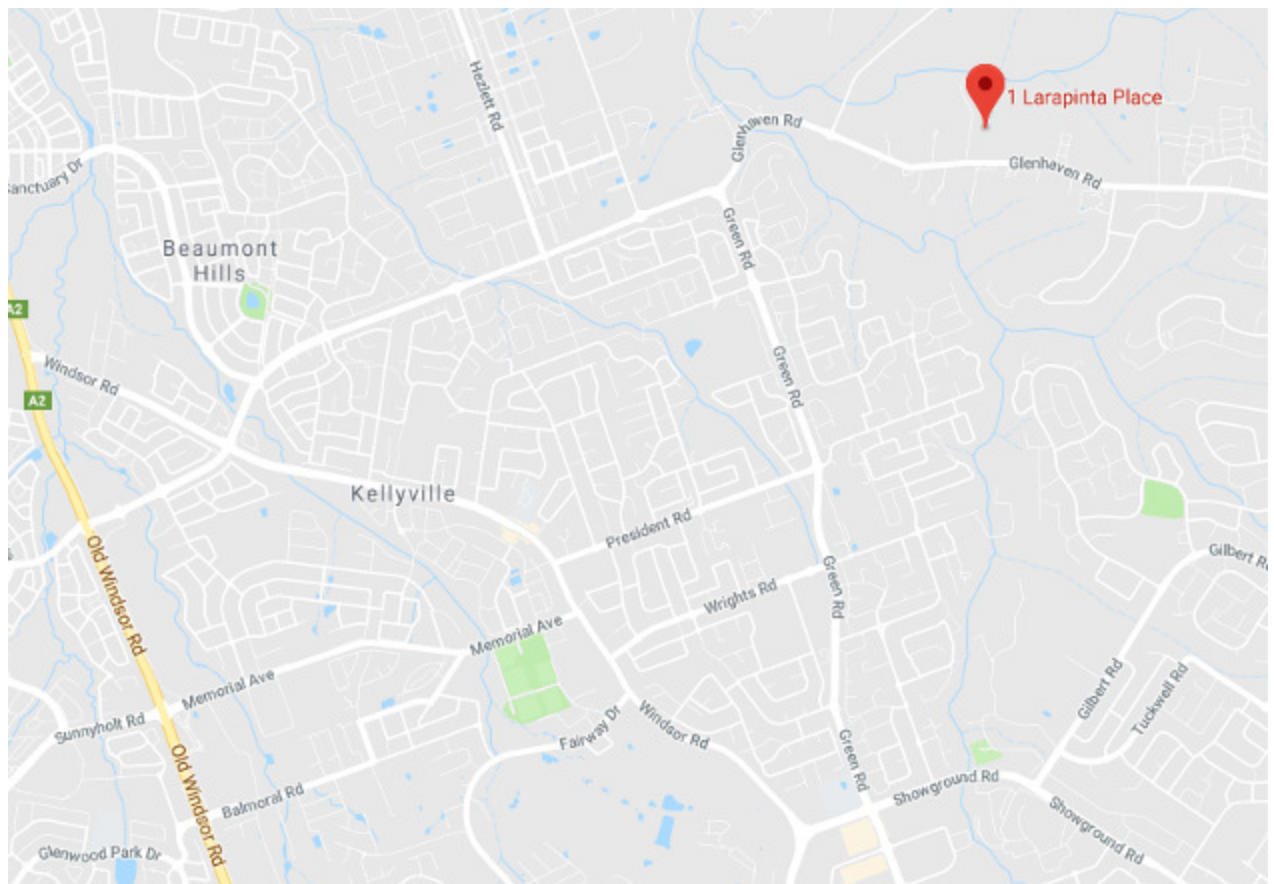 Hezlett Rd
1 Larapinta Place
Glenhaven Rd
Glenhaven Rd
Sanctuary Dr
Beaumont
Hills
Green Rd
A2
Windsor Rd
Green Rd
A2
Kellyville
President Rd
Gilbert
Old Windsor Rd
Green Rd
Wrights Rd
Memorial Ave
Memorial Ave
Gilbert Rd
Tuckwell Rd
Sunnyholt Rd
Fairway Dr
Windsor Rd
Green Rd
Old Windsor Rd
Balmoral Rd
Showground Rd
Showground Rd
Glenwood Park Dr